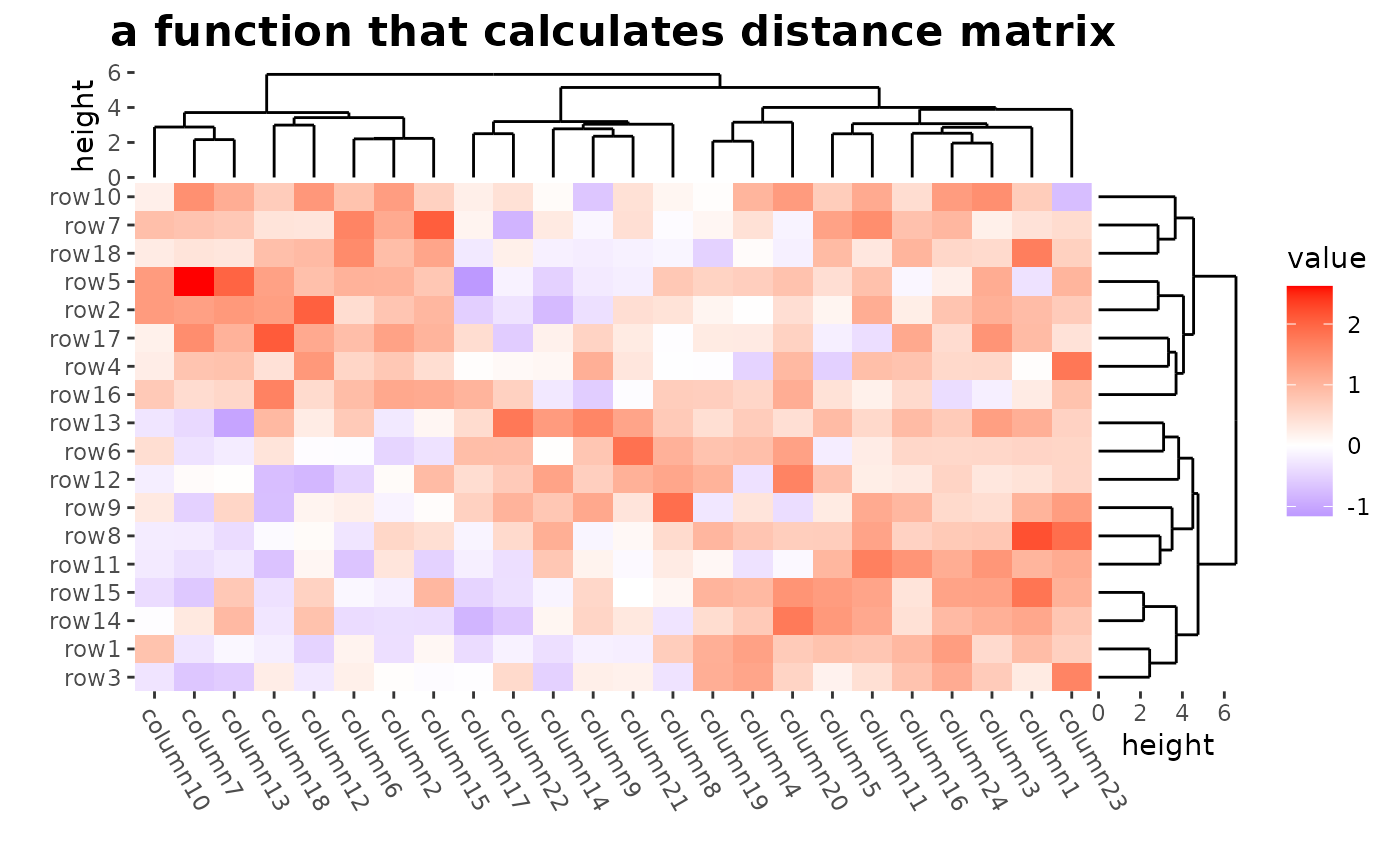 a function that calculates distance matrix
height
6
4
2
0
row10
row7
row18
row5
row2
row17
row4
row16
row13
row6
row12
row9
row8
row11
row15
row14
row1
row3
value
2
1
0
-1
column10
column7
column13
column18
column12
column6
column2
column15
column17
column22
column14
column9
column21
column8
column19
column4
column20
column5
column11
column16
column24
column3
column1
column23
0 2 4 6
height